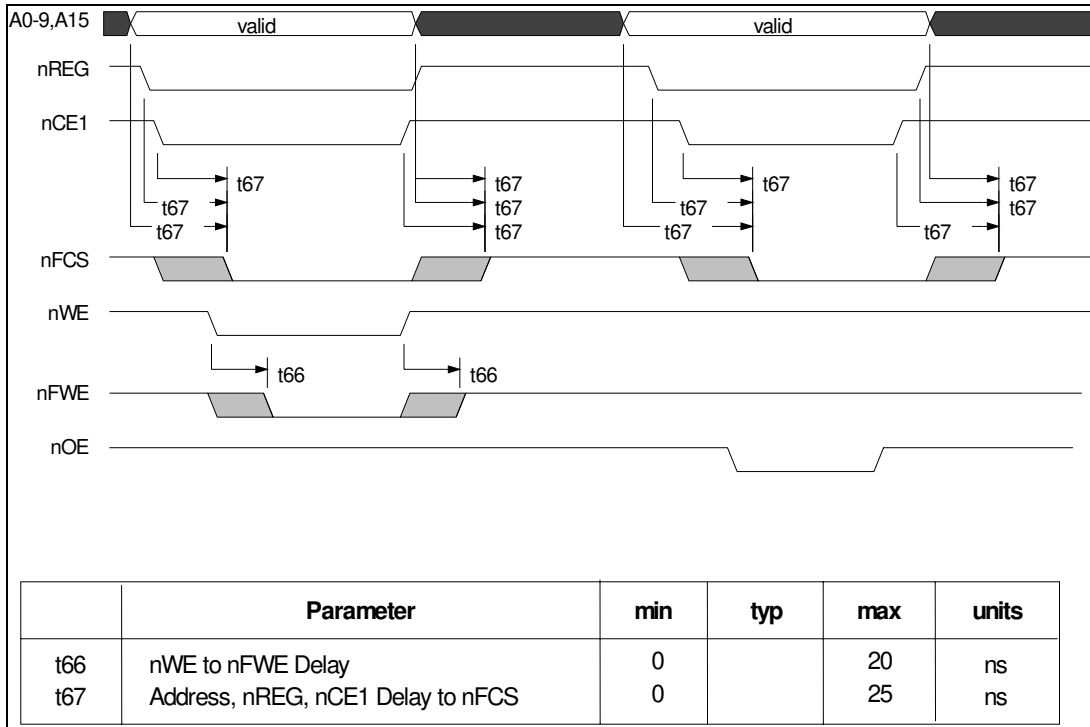 A0-9,A15 valid valid
nREG
nCE1
t67 t67 t67 t67
t67 t67 t67 t67
t67 t67 t67
nFCS
nWE
t66 t66
nFWE
nOE
Parameter min typ max units
t66 nWE to nFWE Delay 0 20 ns
t67 Address, nREG, nCE1 Delay to nFCS 0 25 ns